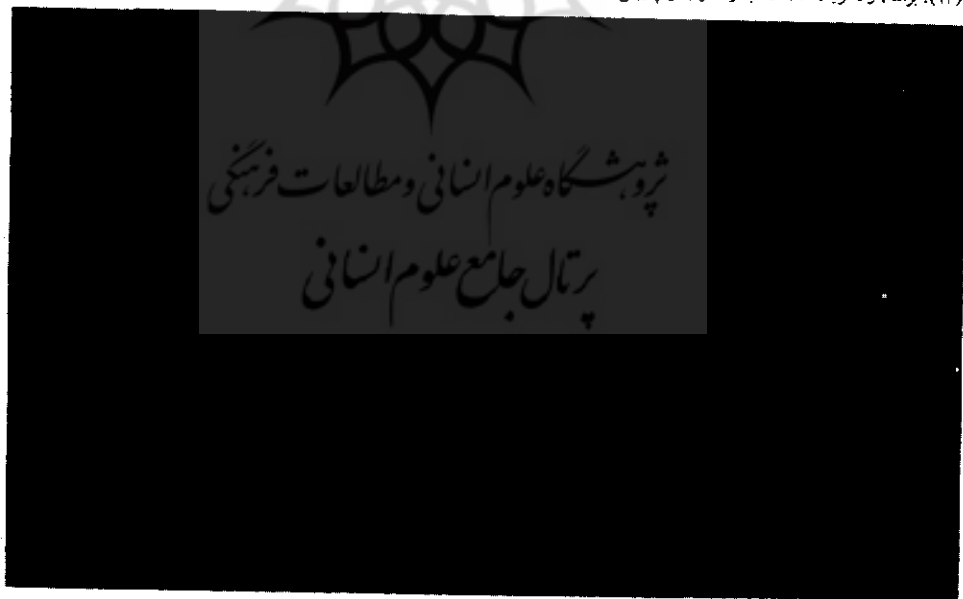 پژوهشگاه علوم انسانی و مطالعات فرهنگی
پرتال جامع علوم انسانی